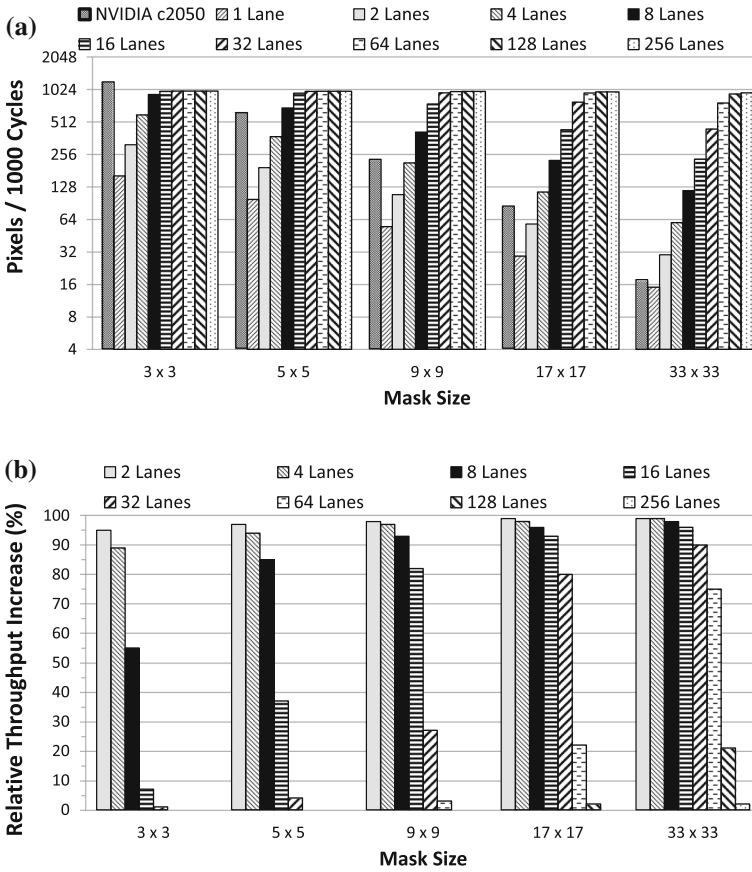 (a)
NVIDIA c2050 1 Lane 2 Lanes 4 Lanes 8 Lanes
16 Lanes 32 Lanes 64 Lanes 128 Lanes 256 Lanes
Pixels / 1000 Cycles
2048
1024
512
256
128
64
32
16
8
4
3 x 3 5 x 5 9 x 9 17 x 17 33 x 33
Mask Size
(b)
2 Lanes 4 Lanes 8 Lanes 16 Lanes
32 Lanes 64 Lanes 128 Lanes 256 Lanes
Relative Throughput Increase (%)
100
90
80
70
60
50
40
30
20
10
0
3 x 3 5 x 5 9 x 9 17 x 17 33 x 33
Mask Size